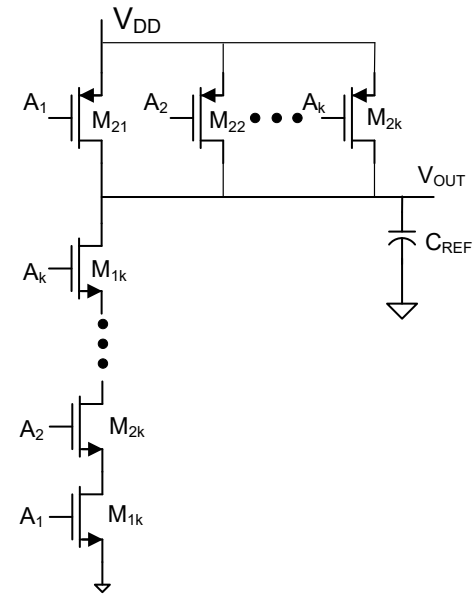 V_DD
A_1 M_21 A_2 M_22 A_k M_2k
V_OUT
C_REF
A_k M_1k
A_2 M_2k
A_1 M_1k